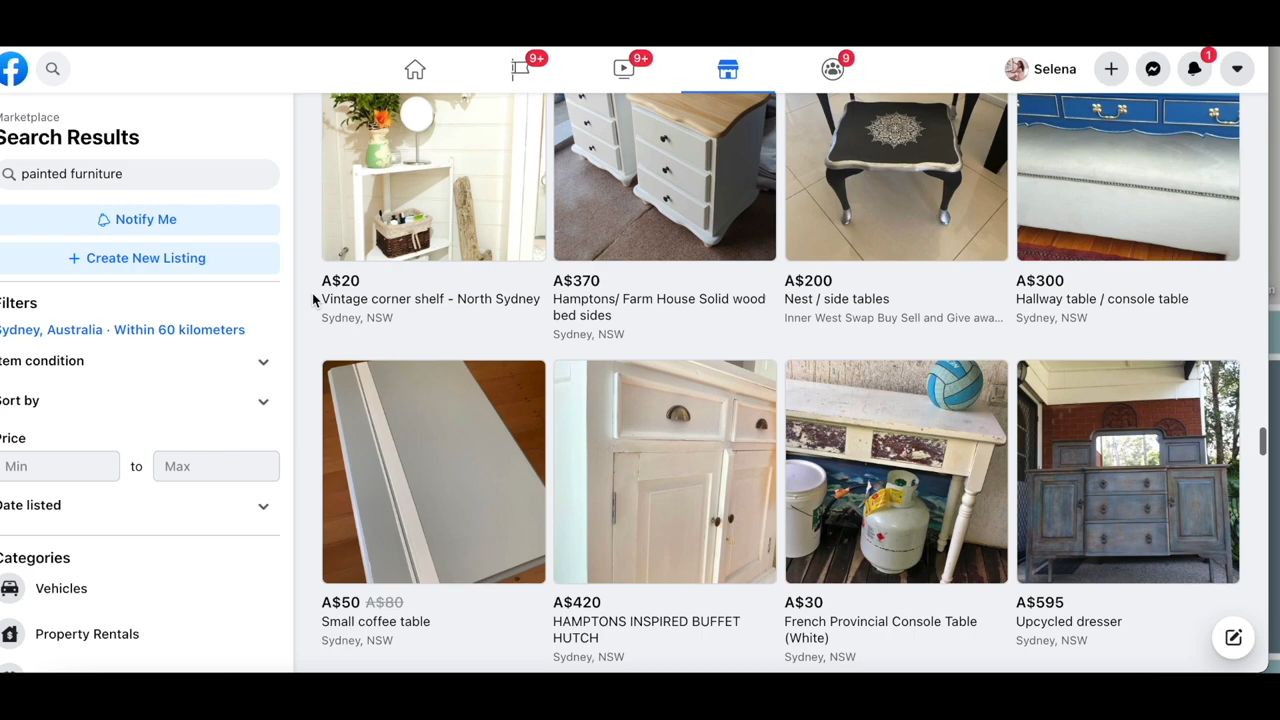 9+
9+
9
Selena
1
Marketplace
Search Results
painted furniture
Notify Me
+ Create New Listing
Filters
Sydney, Australia · Within 60 kilometers
Item condition
Sort by
Price
Min
to
Max
Date listed
Categories
Vehicles
Property Rentals
A$20
Vintage corner shelf - North Sydney
Sydney, NSW
A$370
Hamptons/ Farm House Solid wood
bed sides
Sydney, NSW
A$200
Nest / side tables
Inner West Swap Buy Sell and Give awa...
A$300
Hallway table / console table
Sydney, NSW
A$50 A$80
Small coffee table
Sydney, NSW
A$420
HAMPTONS INSPIRED BUFFET
HUTCH
Sydney, NSW
A$30
French Provincial Console Table
(White)
Sydney, NSW
A$595
Upcycled dresser
Sydney, NSW